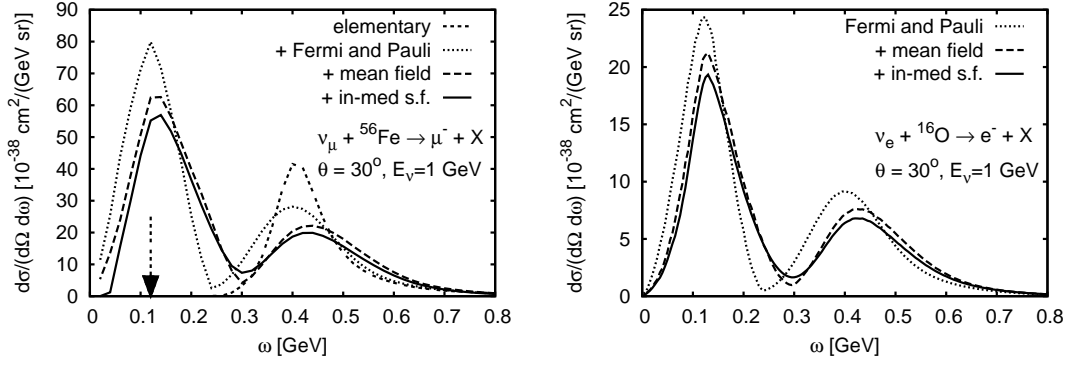 dσ/(dΩ dω) [10⁻³⁸ cm²/(GeV sr)]
90
80
70
60
50
40
30
20
10
0
elementary
+ Fermi and Pauli
+ mean field
+ in-med s.f.
ν_μ + ⁵⁶Fe → μ⁻ + X
θ = 30°, E_ν=1 GeV
0 0.1 0.2 0.3 0.4 0.5 0.6 0.7 0.8
ω [GeV]
dσ/(dΩ dω) [10⁻³⁸ cm²/(GeV sr)]
25
20
15
10
5
0
Fermi and Pauli
+ mean field
+ in-med s.f.
ν_e + ¹⁶O → e⁻ + X
θ = 30°, E_ν=1 GeV
0 0.1 0.2 0.3 0.4 0.5 0.6 0.7 0.8
ω [GeV]